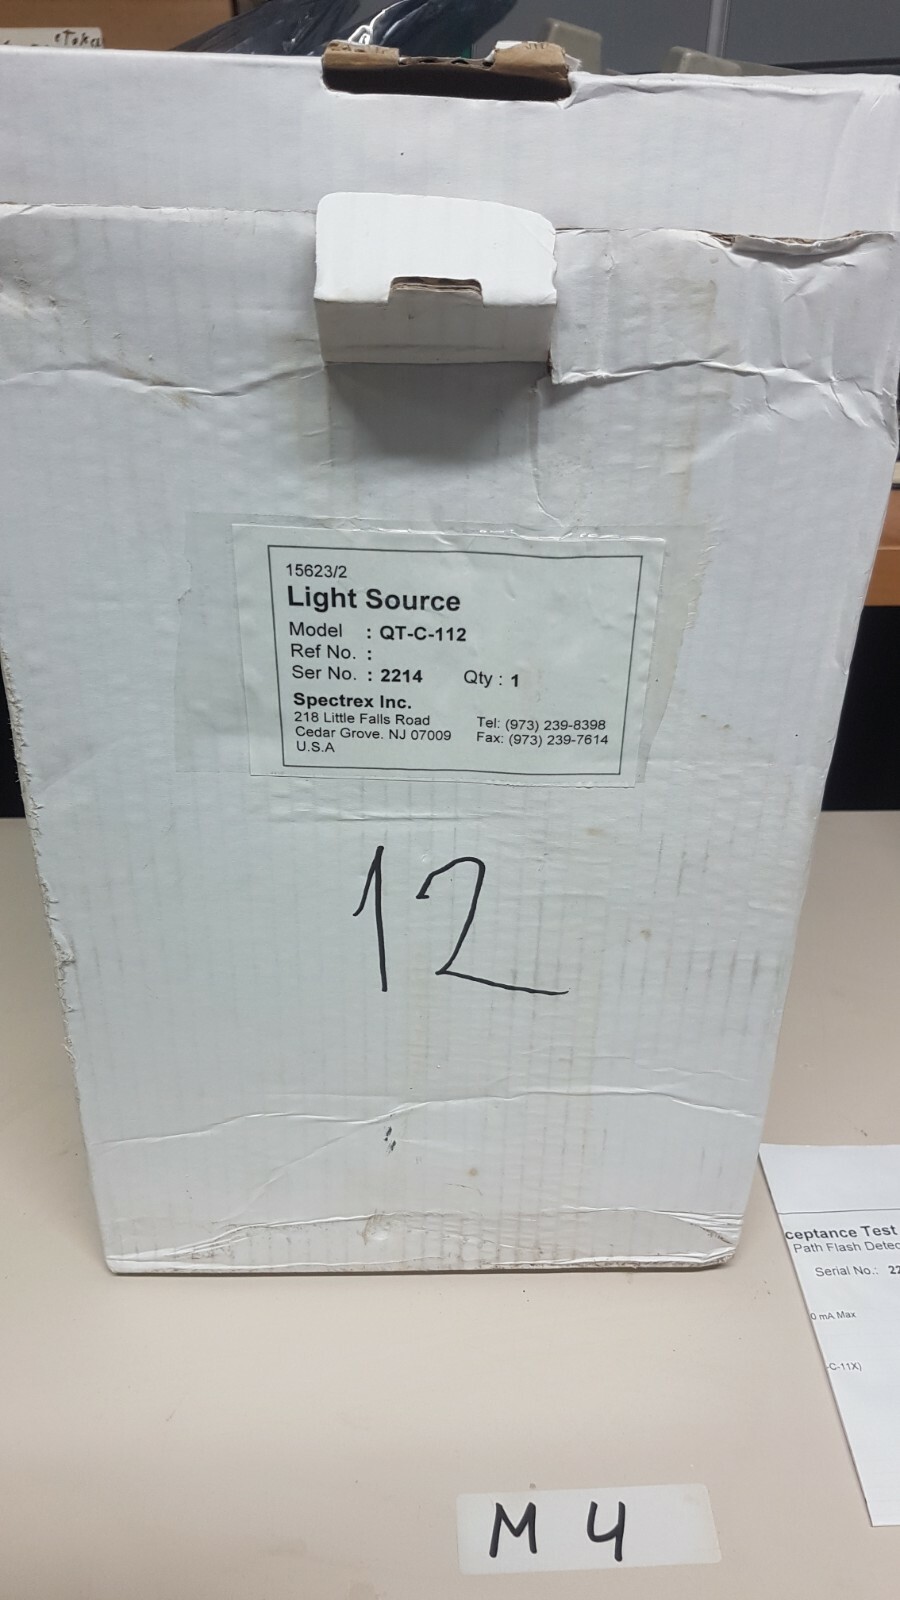 15623/2
Light Source
Model : QT-C-112
Ref No. :
Ser No. : 2214 Qty : 1
Spectrex Inc.
218 Little Falls Road Tel: (973) 239-8398
Cedar Grove. NJ 07009 Fax: (973) 239-7614
U.S.A
12
ceptance Test
Path Flash Detec
Serial No.: 22
0 mA Max
-C-11X)
M 4